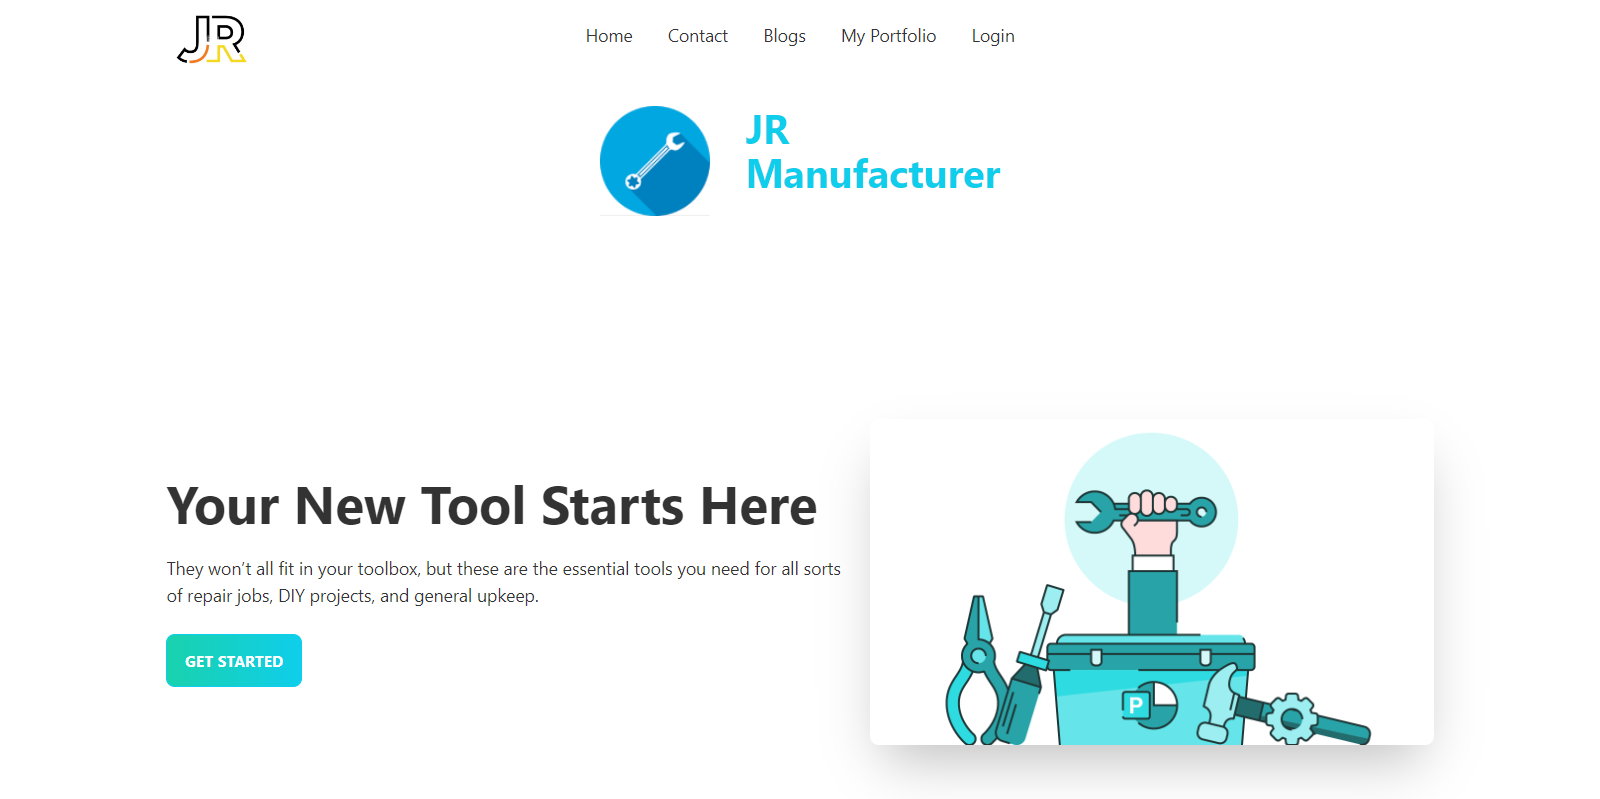 JR
Home Contact Blogs My Portfolio Login
JR
Manufacturer
Your New Tool Starts Here
They won’t all fit in your toolbox, but these are the essential tools you need for all sorts
of repair jobs, DIY projects, and general upkeep.
GET STARTED
P